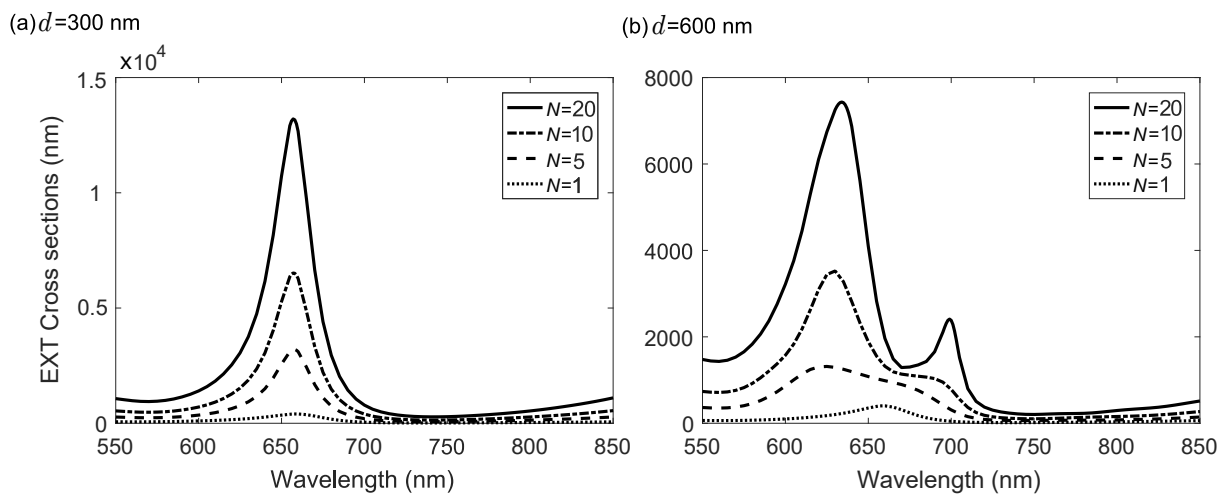 (a) d=300 nm
x10⁴
EXT Cross sections (nm)
1.5
1
0.5
0
550 600 650 700 750 800 850
Wavelength (nm)
N=20
N=10
N=5
N=1
(b) d=600 nm
8000
6000
4000
2000
0
550 600 650 700 750 800 850
Wavelength (nm)
N=20
N=10
N=5
N=1